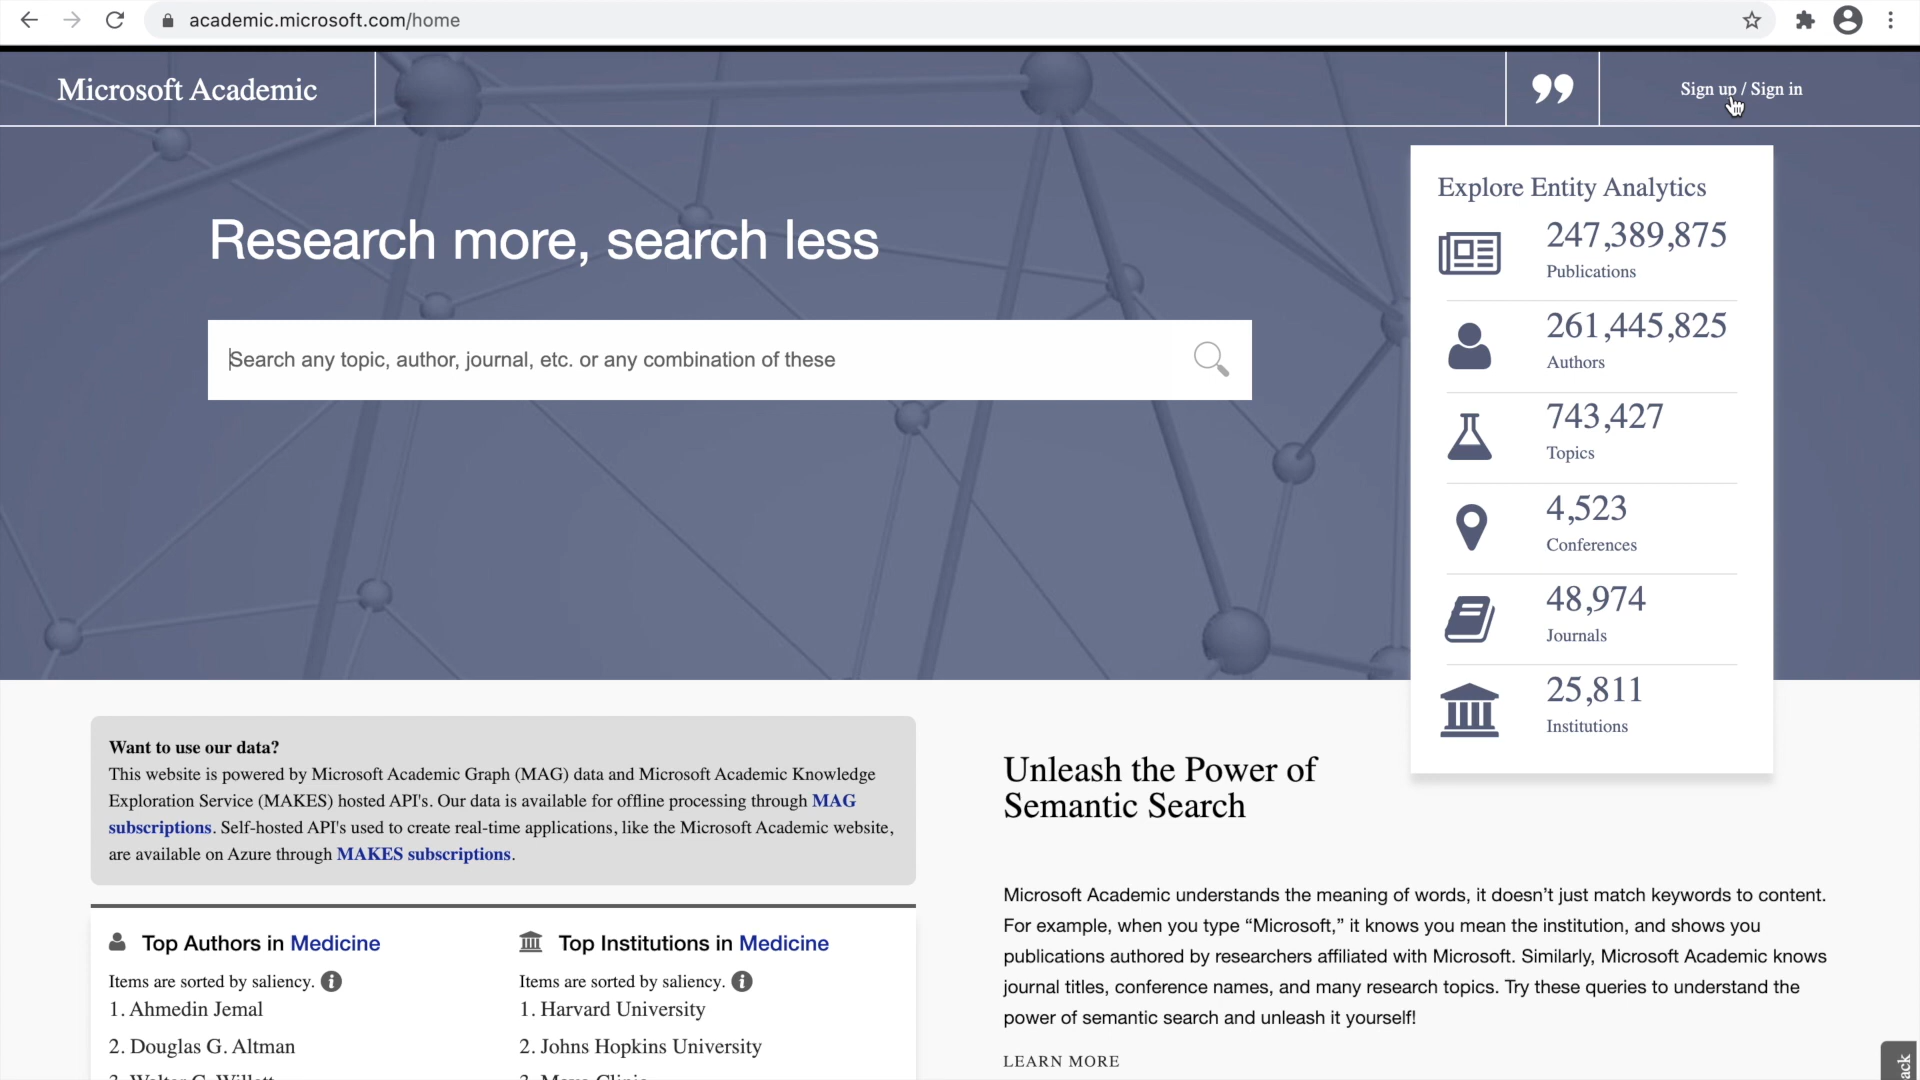 academic.microsoft.com/home
Microsoft Academic
Sign up / Sign in
Research more, search less
Search any topic, author, journal, etc. or any combination of these
Explore Entity Analytics
247,389,875
Publications
261,445,825
Authors
743,427
Topics
4,523
Conferences
48,974
Journals
25,811
Institutions
Want to use our data?
This website is powered by Microsoft Academic Graph (MAG) data and Microsoft Academic Knowledge
Exploration Service (MAKES) hosted API's. Our data is available for offline processing through MAG
subscriptions. Self-hosted API's used to create real-time applications, like the Microsoft Academic website,
are available on Azure through MAKES subscriptions.
Top Authors in Medicine
Items are sorted by saliency.
1. Ahmedin Jemal
2. Douglas G. Altman
Top Institutions in Medicine
Items are sorted by saliency.
1. Harvard University
2. Johns Hopkins University
Unleash the Power of
Semantic Search
Microsoft Academic understands the meaning of words, it doesn’t just match keywords to content.
For example, when you type “Microsoft,” it knows you mean the institution, and shows you
publications authored by researchers affiliated with Microsoft. Similarly, Microsoft Academic knows
journal titles, conference names, and many research topics. Try these queries to understand the
power of semantic search and unleash it yourself!
LEARN MORE